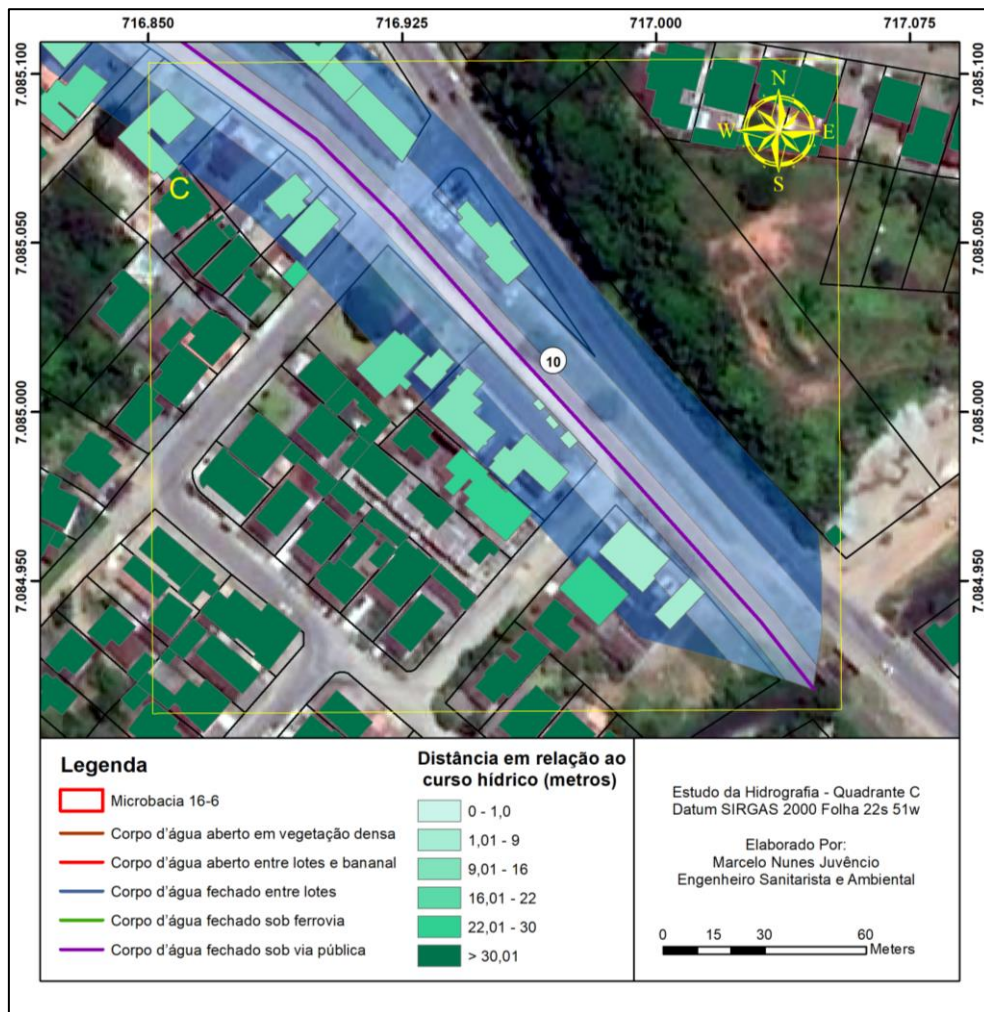 716.850
716.925
717.000
717.075
7.085.100
7.085.100
N
W
E
S
C
7.085.050
7.085.050
10
7.085.000
7.085.000
7.084.950
7.084.950
Legenda
Microbacia 16-6
Corpo d'água aberto em vegetação densa
Corpo d'água aberto entre lotes e bananal
Corpo d'água fechado entre lotes
Corpo d'água fechado sob ferrovia
Corpo d'água fechado sob via pública
Distância em relação ao
curso hídrico (metros)
0 - 1,0
1,01 - 9
9,01 - 16
16,01 - 22
22,01 - 30
> 30,01
Estudo da Hidrografia - Quadrante C
Datum SIRGAS 2000 Folha 22s 51w
Elaborado Por:
Marcelo Nunes Juvêncio
Engenheiro Sanitarista e Ambiental
0 15 30 60
Meters